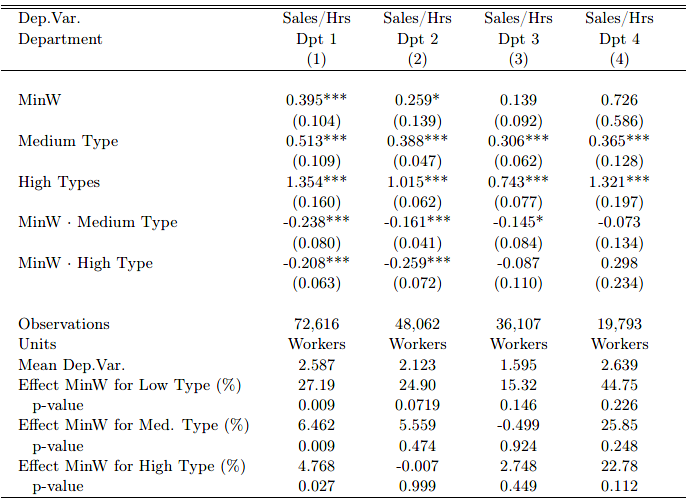 Dep.Var. Sales/Hrs Sales/Hrs Sales/Hrs Sales/Hrs
Department Dpt 1 Dpt 2 Dpt 3 Dpt 4
(1) (2) (3) (4)
MinW 0.395*** 0.259* 0.139 0.726
(0.104) (0.139) (0.092) (0.586)
Medium Type 0.513*** 0.388*** 0.306*** 0.365***
(0.109) (0.047) (0.062) (0.128)
High Types 1.354*** 1.015*** 0.743*** 1.321***
(0.160) (0.062) (0.077) (0.197)
MinW · Medium Type -0.238*** -0.161*** -0.145* -0.073
(0.080) (0.041) (0.084) (0.134)
MinW · High Type -0.208*** -0.259*** -0.087 0.298
(0.063) (0.072) (0.110) (0.234)
Observations 72,616 48,062 36,107 19,793
Units Workers Workers Workers Workers
Mean Dep.Var. 2.587 2.123 1.595 2.639
Effect MinW for Low Type (%) 27.19 24.90 15.32 44.75
p-value 0.009 0.0719 0.146 0.226
Effect MinW for Med. Type (%) 6.462 5.559 -0.499 25.85
p-value 0.009 0.474 0.924 0.248
Effect MinW for High Type (%) 4.768 -0.007 2.748 22.78
p-value 0.027 0.999 0.449 0.112